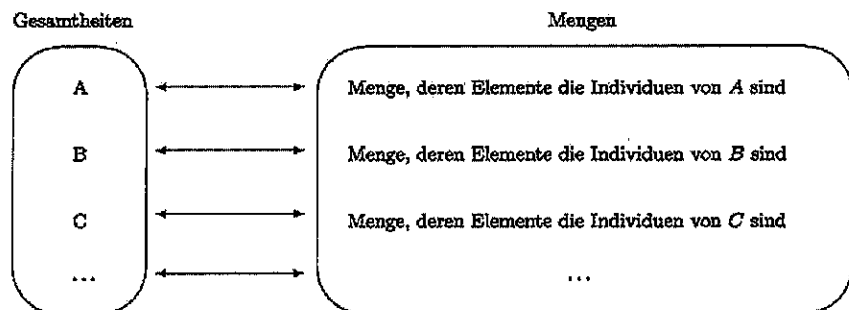 Gesamtheiten Mengen
A Menge, deren Elemente die Individuen von A sind
B Menge, deren Elemente die Individuen von B sind
C Menge, deren Elemente die Individuen von C sind
... ...